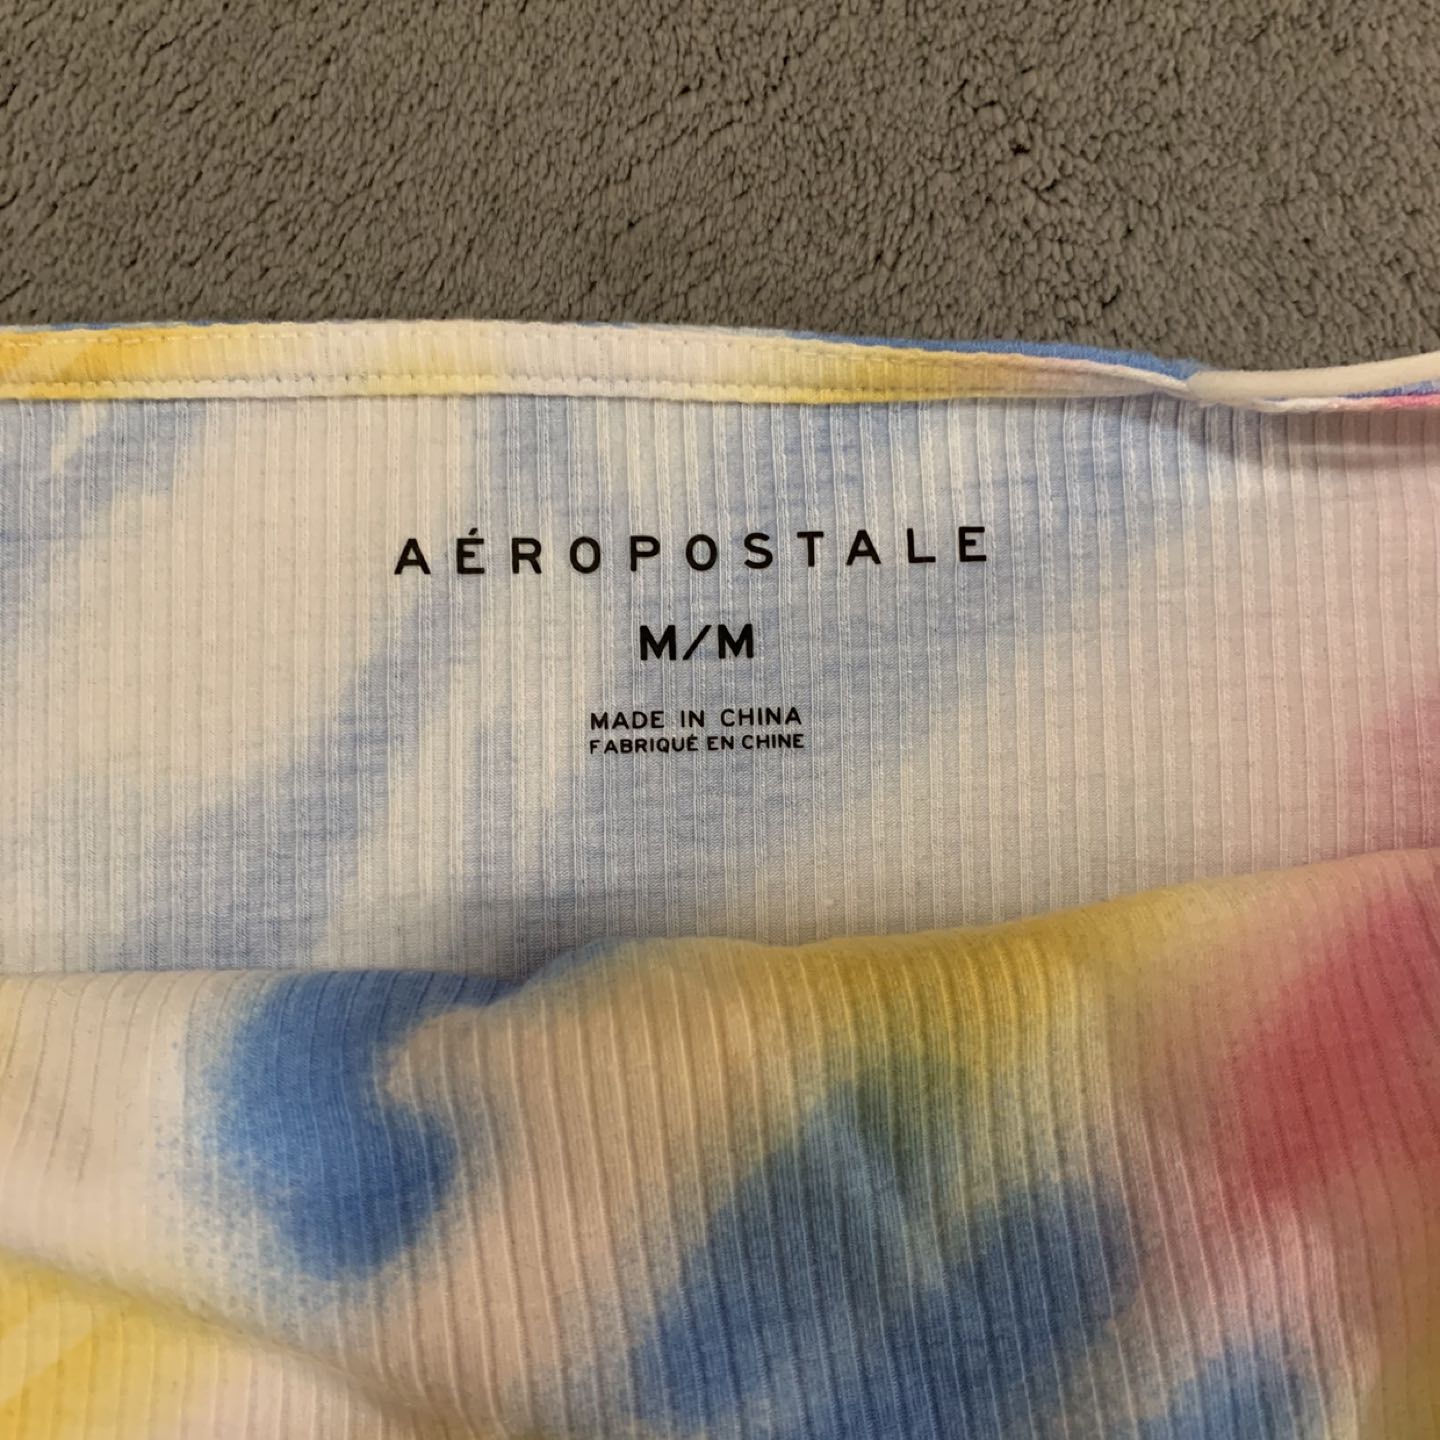 AÉROPOSTALE
M/M
MADE IN CHINA
FABRIQUÉ EN CHINE